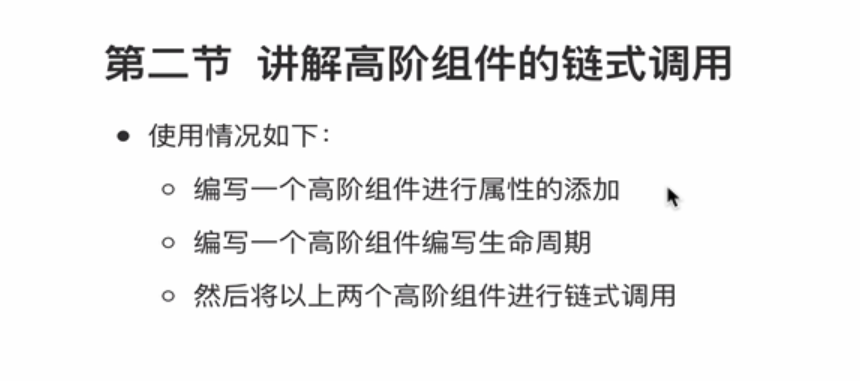 第二节 讲解高阶组件的链式调用
使用情况如下：
编写一个高阶组件进行属性的添加
编写一个高阶组件编写生命周期
然后将以上两个高阶组件进行链式调用